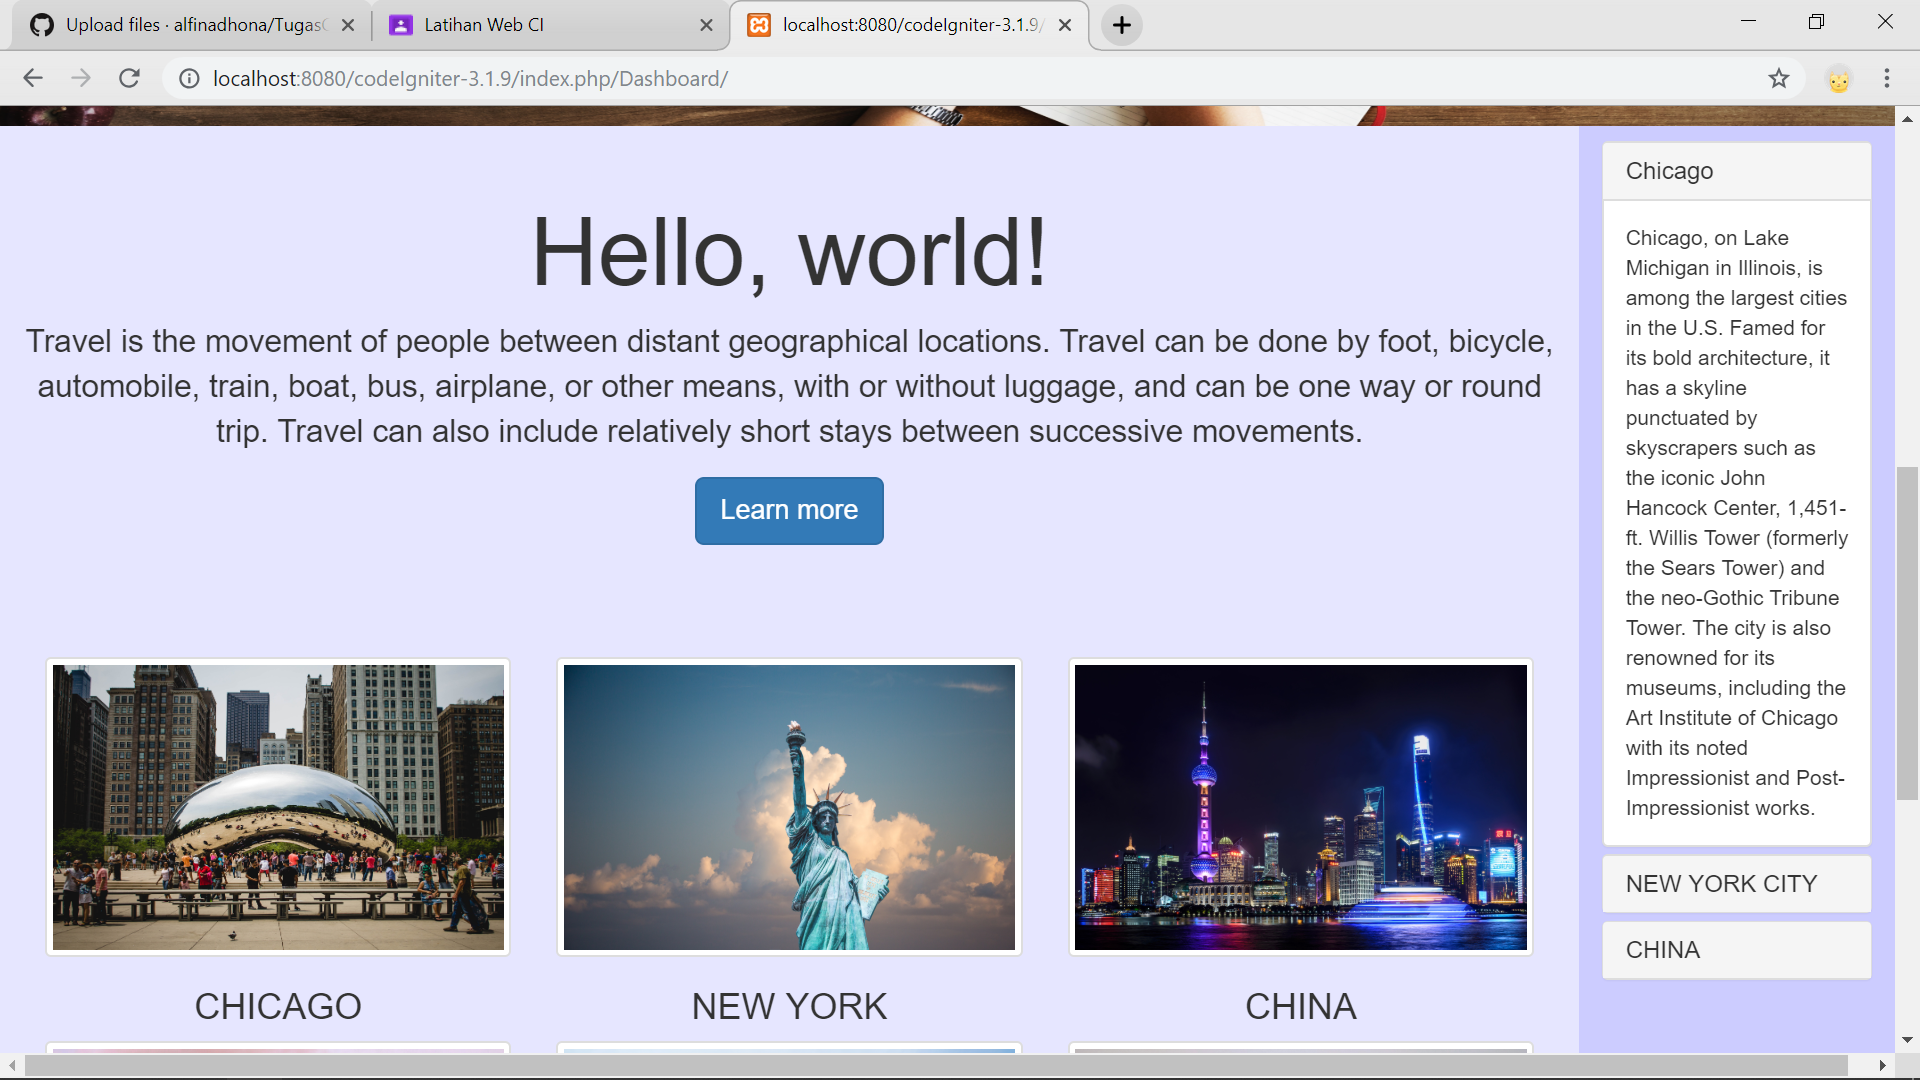 Upload files · alfinadhona/Tugas
Latihan Web CI
localhost:8080/codeIgniter-3.1.9/
localhost:8080/codeIgniter-3.1.9/index.php/Dashboard/
Hello, world!
Travel is the movement of people between distant geographical locations. Travel can be done by foot, bicycle,
automobile, train, boat, bus, airplane, or other means, with or without luggage, and can be one way or round
trip. Travel can also include relatively short stays between successive movements.
Learn more
CHICAGO
NEW YORK
CHINA
Chicago
Chicago, on Lake
Michigan in Illinois, is
among the largest cities
in the U.S. Famed for
its bold architecture, it
has a skyline
punctuated by
skyscrapers such as
the iconic John
Hancock Center, 1,451-
ft. Willis Tower (formerly
the Sears Tower) and
the neo-Gothic Tribune
Tower. The city is also
renowned for its
museums, including the
Art Institute of Chicago
with its noted
Impressionist and Post-
Impressionist works.
NEW YORK CITY
CHINA